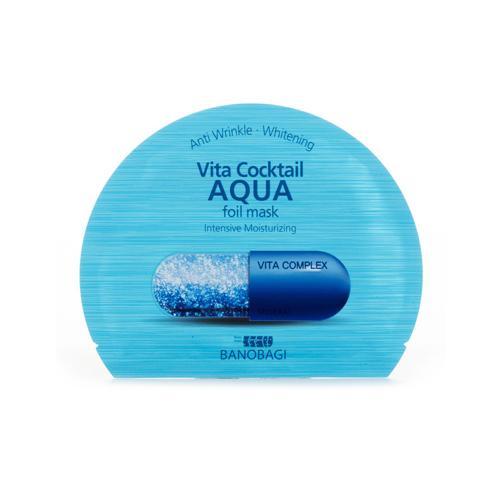 Anti Wrinkle · Whitening
Vita Cocktail
AQUA
foil mask
Intensive Moisturizing
VITA COMPLEX
BANOBAGI